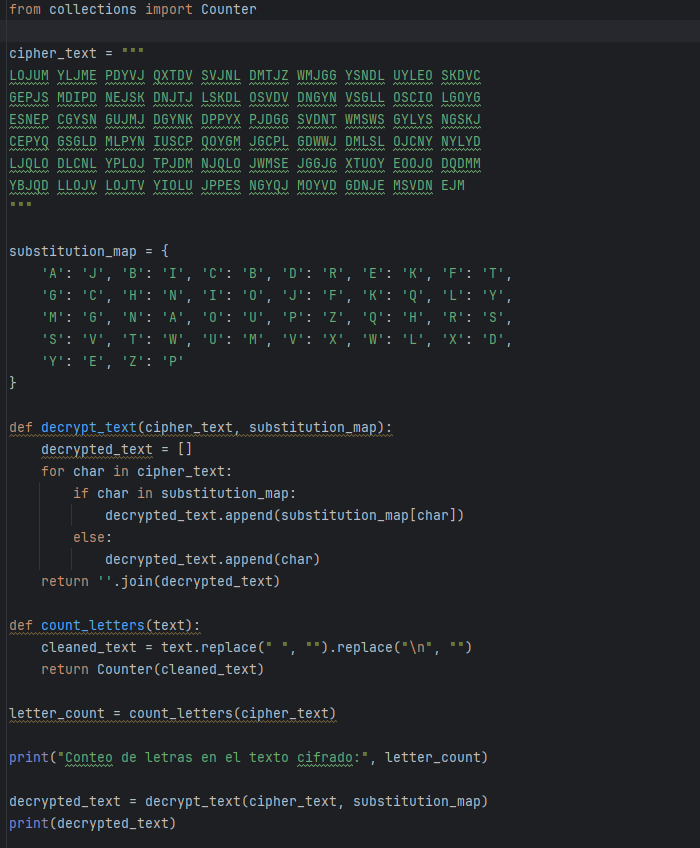 from collections import Counter
cipher_text = """
LOJUM YLJME PDYVJ QXTDV SVJNL DMTJZ WMJGG YSNDL UYLEO SKDVC
GEPJS MDIPD NEJSK DNJTJ LSKDL OSVDV DNGYN VSGLL OSCIO LGOYG
ESNEP CGYSN GUJMJ DGYNK DPPYX PJDGG SVDNT WMSWS GYLYS NGSKJ
CEPYQ GSGLD MLPYN IUSCP QOYGM JGCPL GDWWJ DMLSL OJCNY NYLYD
LJQLO DLCNL YPLOJ TPJDM NJQLO JWMSE JGGJG XTUOY EOOJO DQDMM
YBJQD LLOJV LOJTV YIOLU JPPES NGYQJ MOYVD GDNJE MSVDN EJM
"""
substitution_map = {
    'A': 'J', 'B': 'I', 'C': 'B', 'D': 'R', 'E': 'K', 'F': 'T',
    'G': 'C', 'H': 'N', 'I': 'O', 'J': 'F', 'K': 'Q', 'L': 'Y',
    'M': 'G', 'N': 'A', 'O': 'U', 'P': 'Z', 'Q': 'H', 'R': 'S',
    'S': 'V', 'T': 'W', 'U': 'M', 'V': 'X', 'W': 'L', 'X': 'D',
    'Y': 'E', 'Z': 'P'
}
def decrypt_text(cipher_text, substitution_map):
    decrypted_text = []
    for char in cipher_text:
        if char in substitution_map:
            decrypted_text.append(substitution_map[char])
        else:
            decrypted_text.append(char)
    return ''.join(decrypted_text)
def count_letters(text):
    cleaned_text = text.replace(" ", "").replace("\n", "")
    return Counter(cleaned_text)
letter_count = count_letters(cipher_text)
print("Conteo de letras en el texto cifrado:", letter_count)
decrypted_text = decrypt_text(cipher_text, substitution_map)
print(decrypted_text)